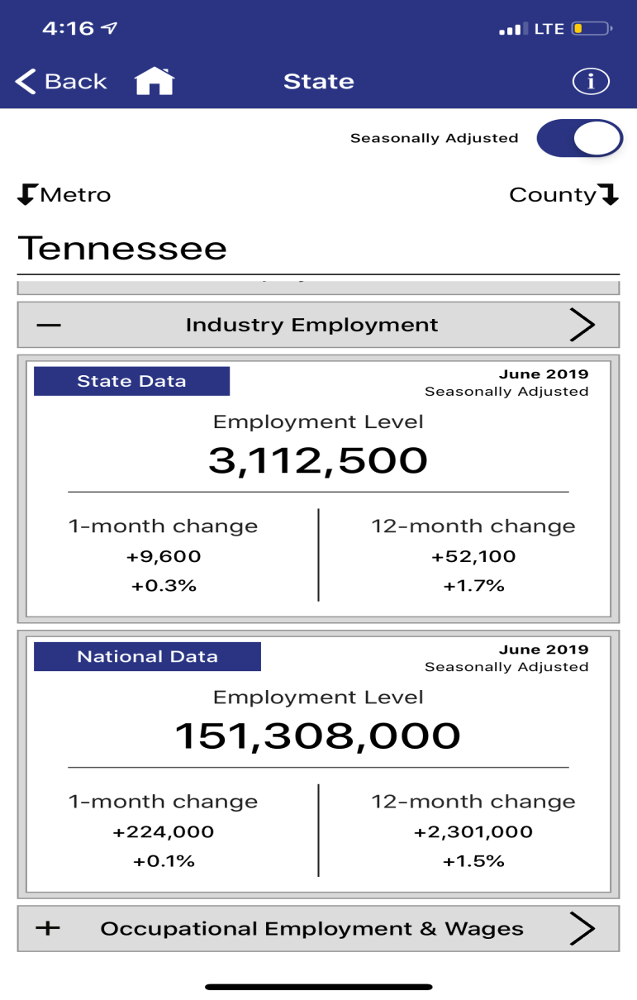 4:16 LTE
Back State i
Seasonally Adjusted
Metro County
Tennessee
− Industry Employment
State Data June 2019
Seasonally Adjusted
Employment Level
3,112,500
1-month change 12-month change
+9,600 +52,100
+0.3% +1.7%
National Data June 2019
Seasonally Adjusted
Employment Level
151,308,000
1-month change 12-month change
+224,000 +2,301,000
+0.1% +1.5%
+ Occupational Employment & Wages